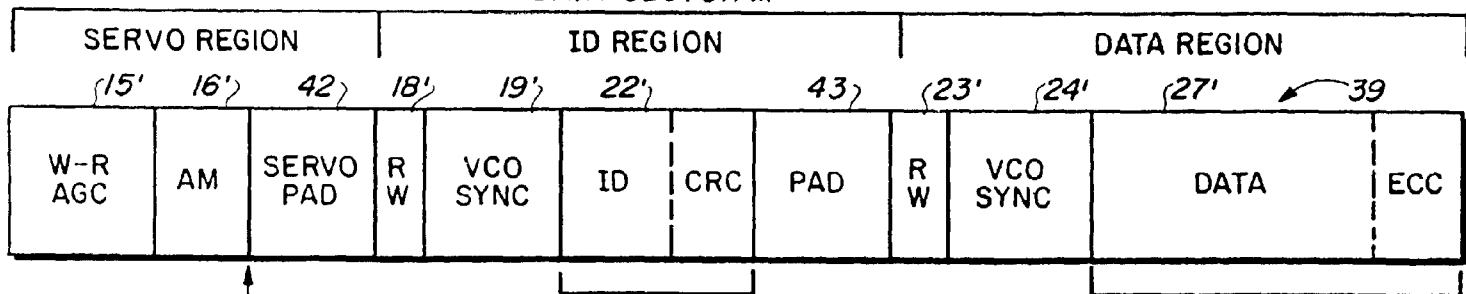 SERVO REGION ID REGION DATA REGION
15' 16' 42 18' 19' 22' 43 23' 24' 27' 39
W-R AGC AM SERVO PAD R W VCO SYNC ID CRC PAD R W VCO SYNC DATA ECC